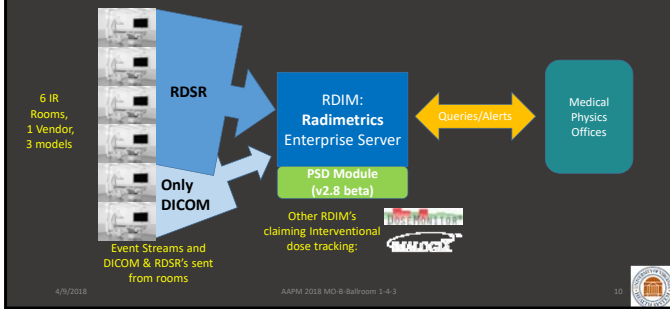 6 IR
Rooms,
1 Vendor,
3 models
RDSR
Only
DICOM
Event Streams and
DICOM & RDSR's sent
from rooms
RDIM:
Radimetrics
Enterprise Server
PSD Module
(v2.8 beta)
Other RDIM's
claiming Interventional
dose tracking:
DOSEMONITOR
IMALOGIX
Queries/Alerts
Medical
Physics
Offices
4/9/2018
AAPM 2018 MO-B-Ballroom 1-4-3
10